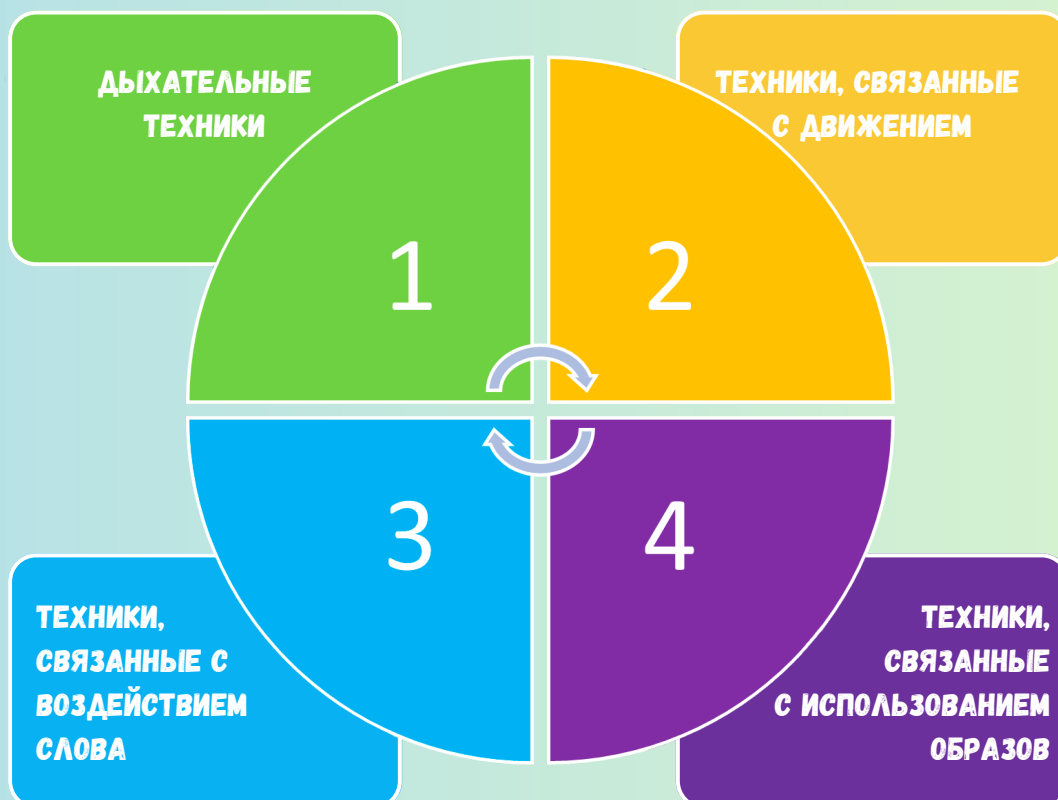 ДЫХАТЕЛЬНЫЕ
ТЕХНИКИ
ТЕХНИКИ, СВЯЗАННЫЕ
С ДВИЖЕНИЕМ
1
2
3
4
ТЕХНИКИ,
СВЯЗАННЫЕ С
ВОЗДЕЙСТВИЕМ
СЛОВА
ТЕХНИКИ,
СВЯЗАННЫЕ
С ИСПОЛЬЗОВАНИЕМ
ОБРАЗОВ